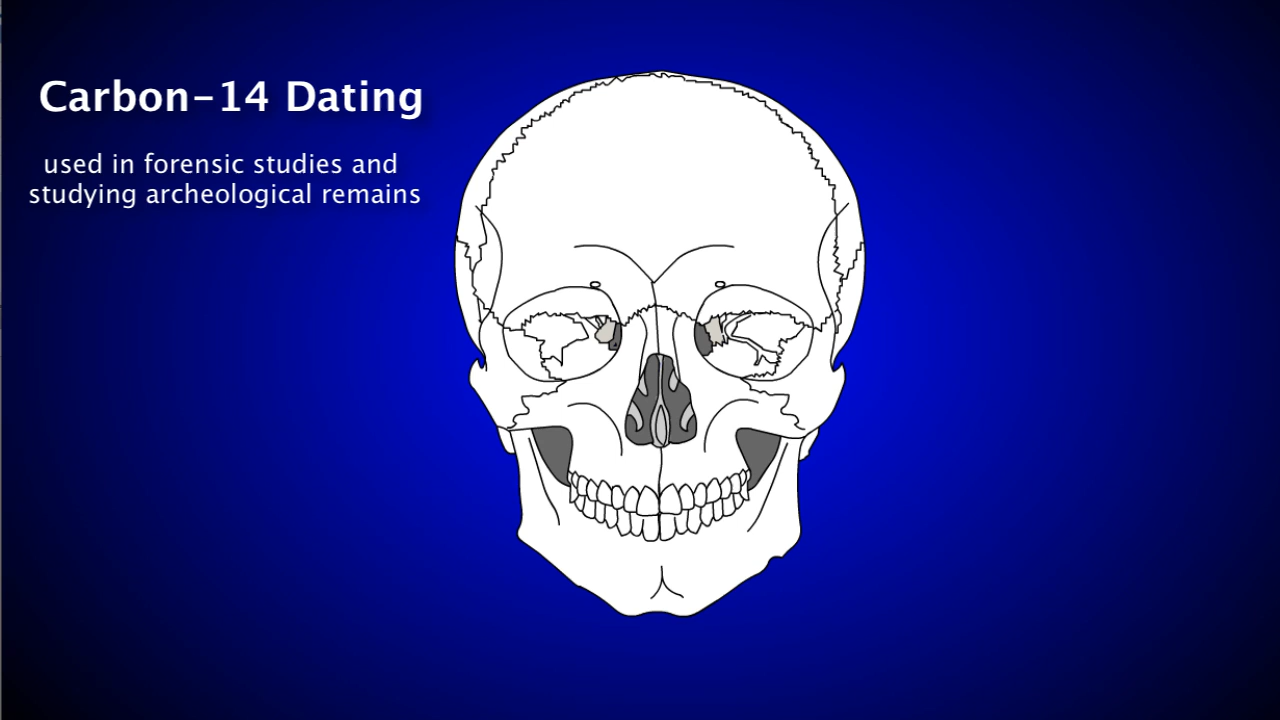 Carbon-14 Dating
used in forensic studies and
studying archeological remains